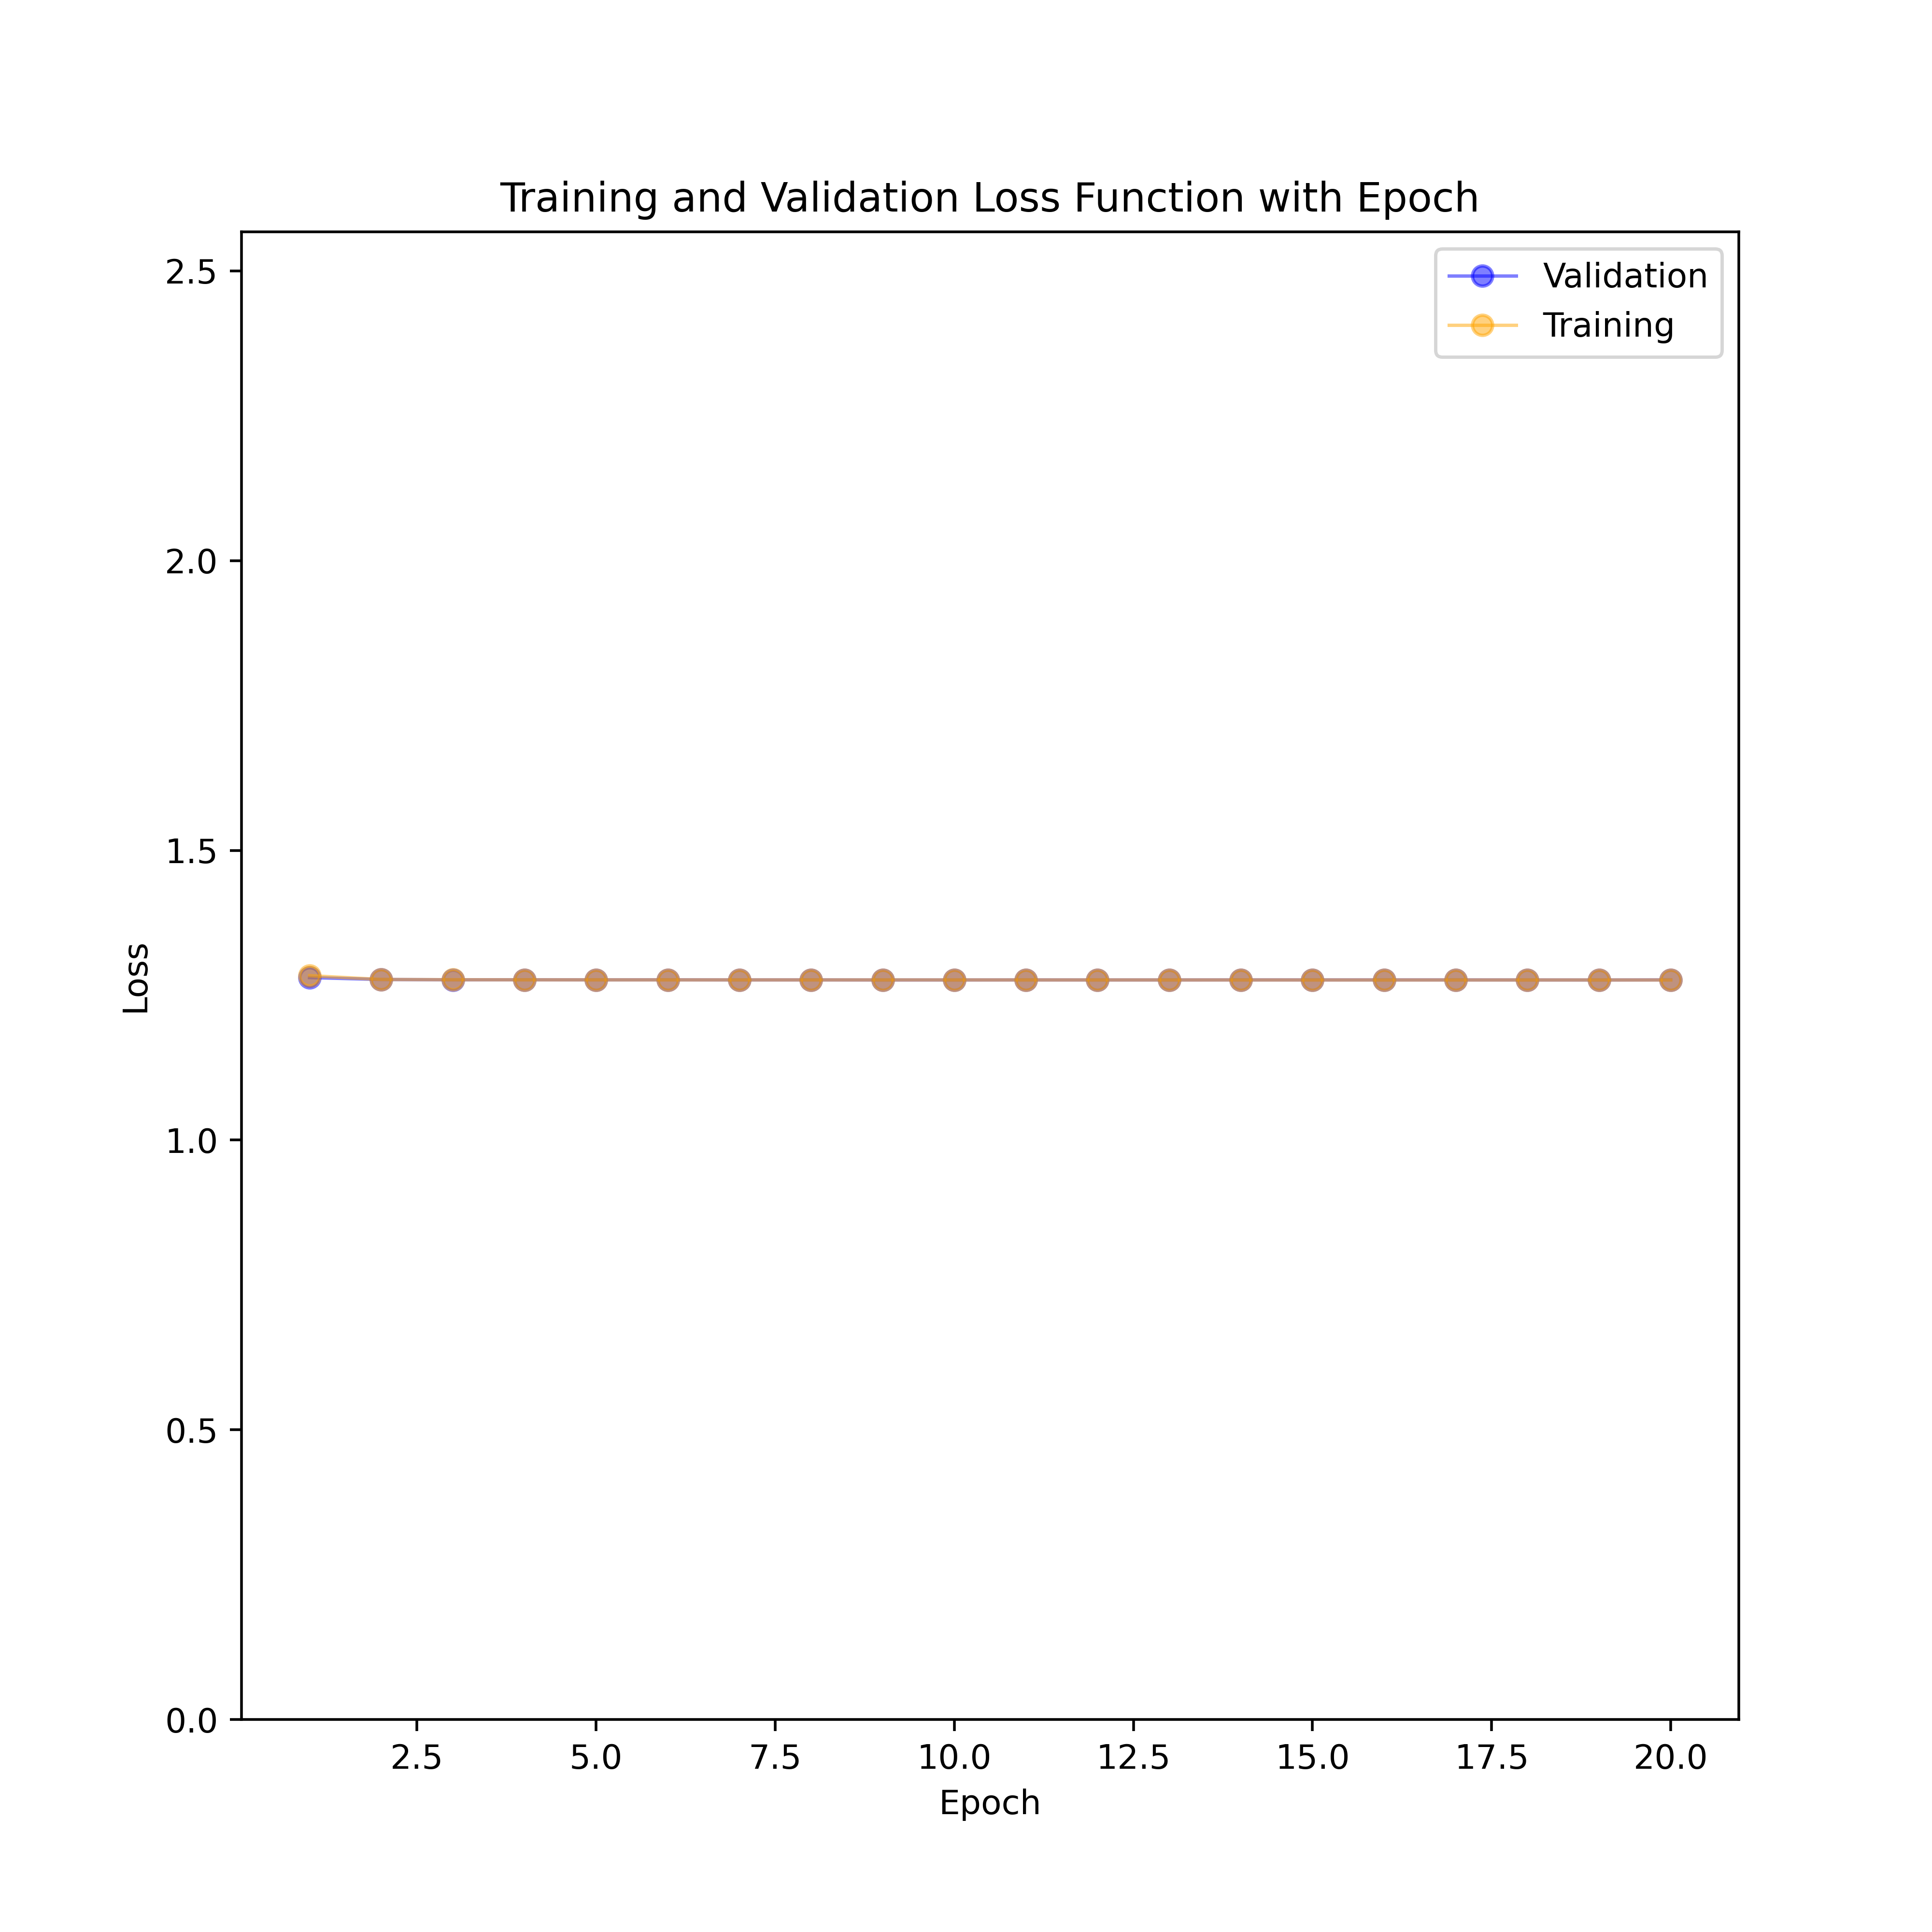 Training and Validation Loss Function with Epoch
Validation
Training
2.5
2.0
1.5
1.0
0.5
0.0
Loss
2.5 5.0 7.5 10.0 12.5 15.0 17.5 20.0
Epoch